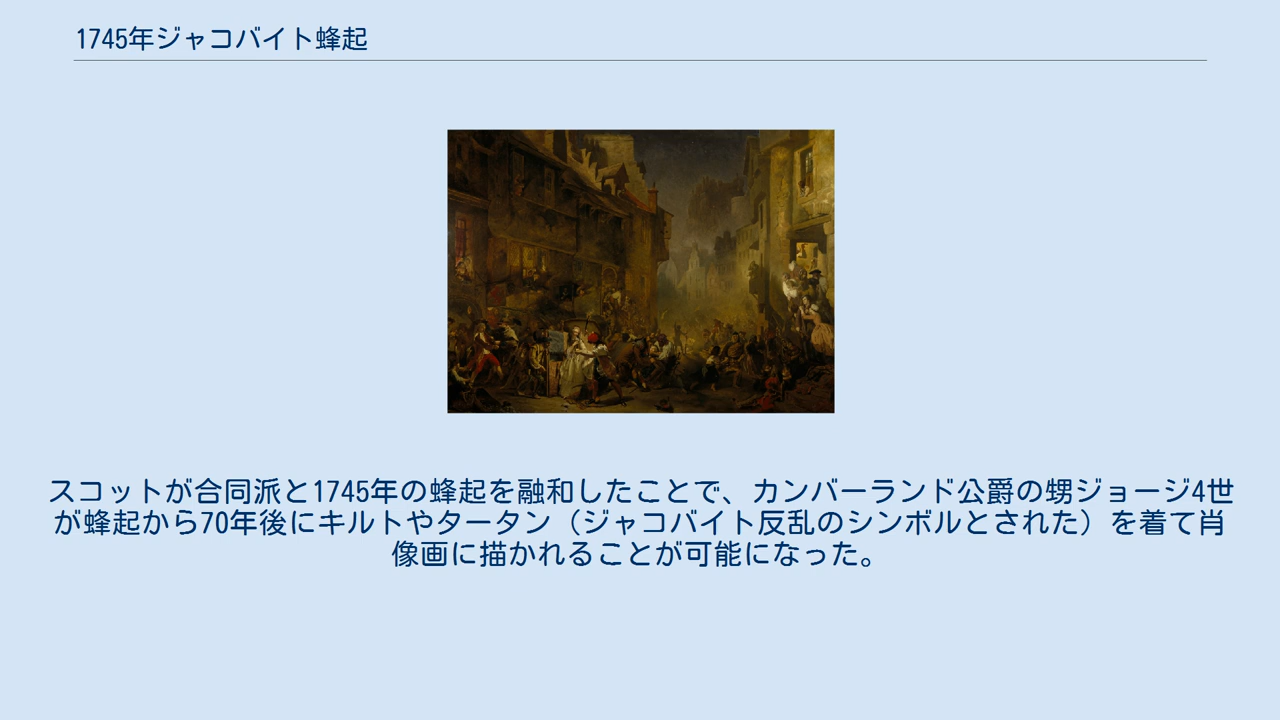 1745年ジャコバイト蜂起
スコットが合同派と1745年の蜂起を融和したことで、カンバーランド公爵の甥ジョージ4世
が蜂起から70年後にキルトやタータン（ジャコバイト反乱のシンボルとされた）を着て肖
像画に描かれることが可能になった。